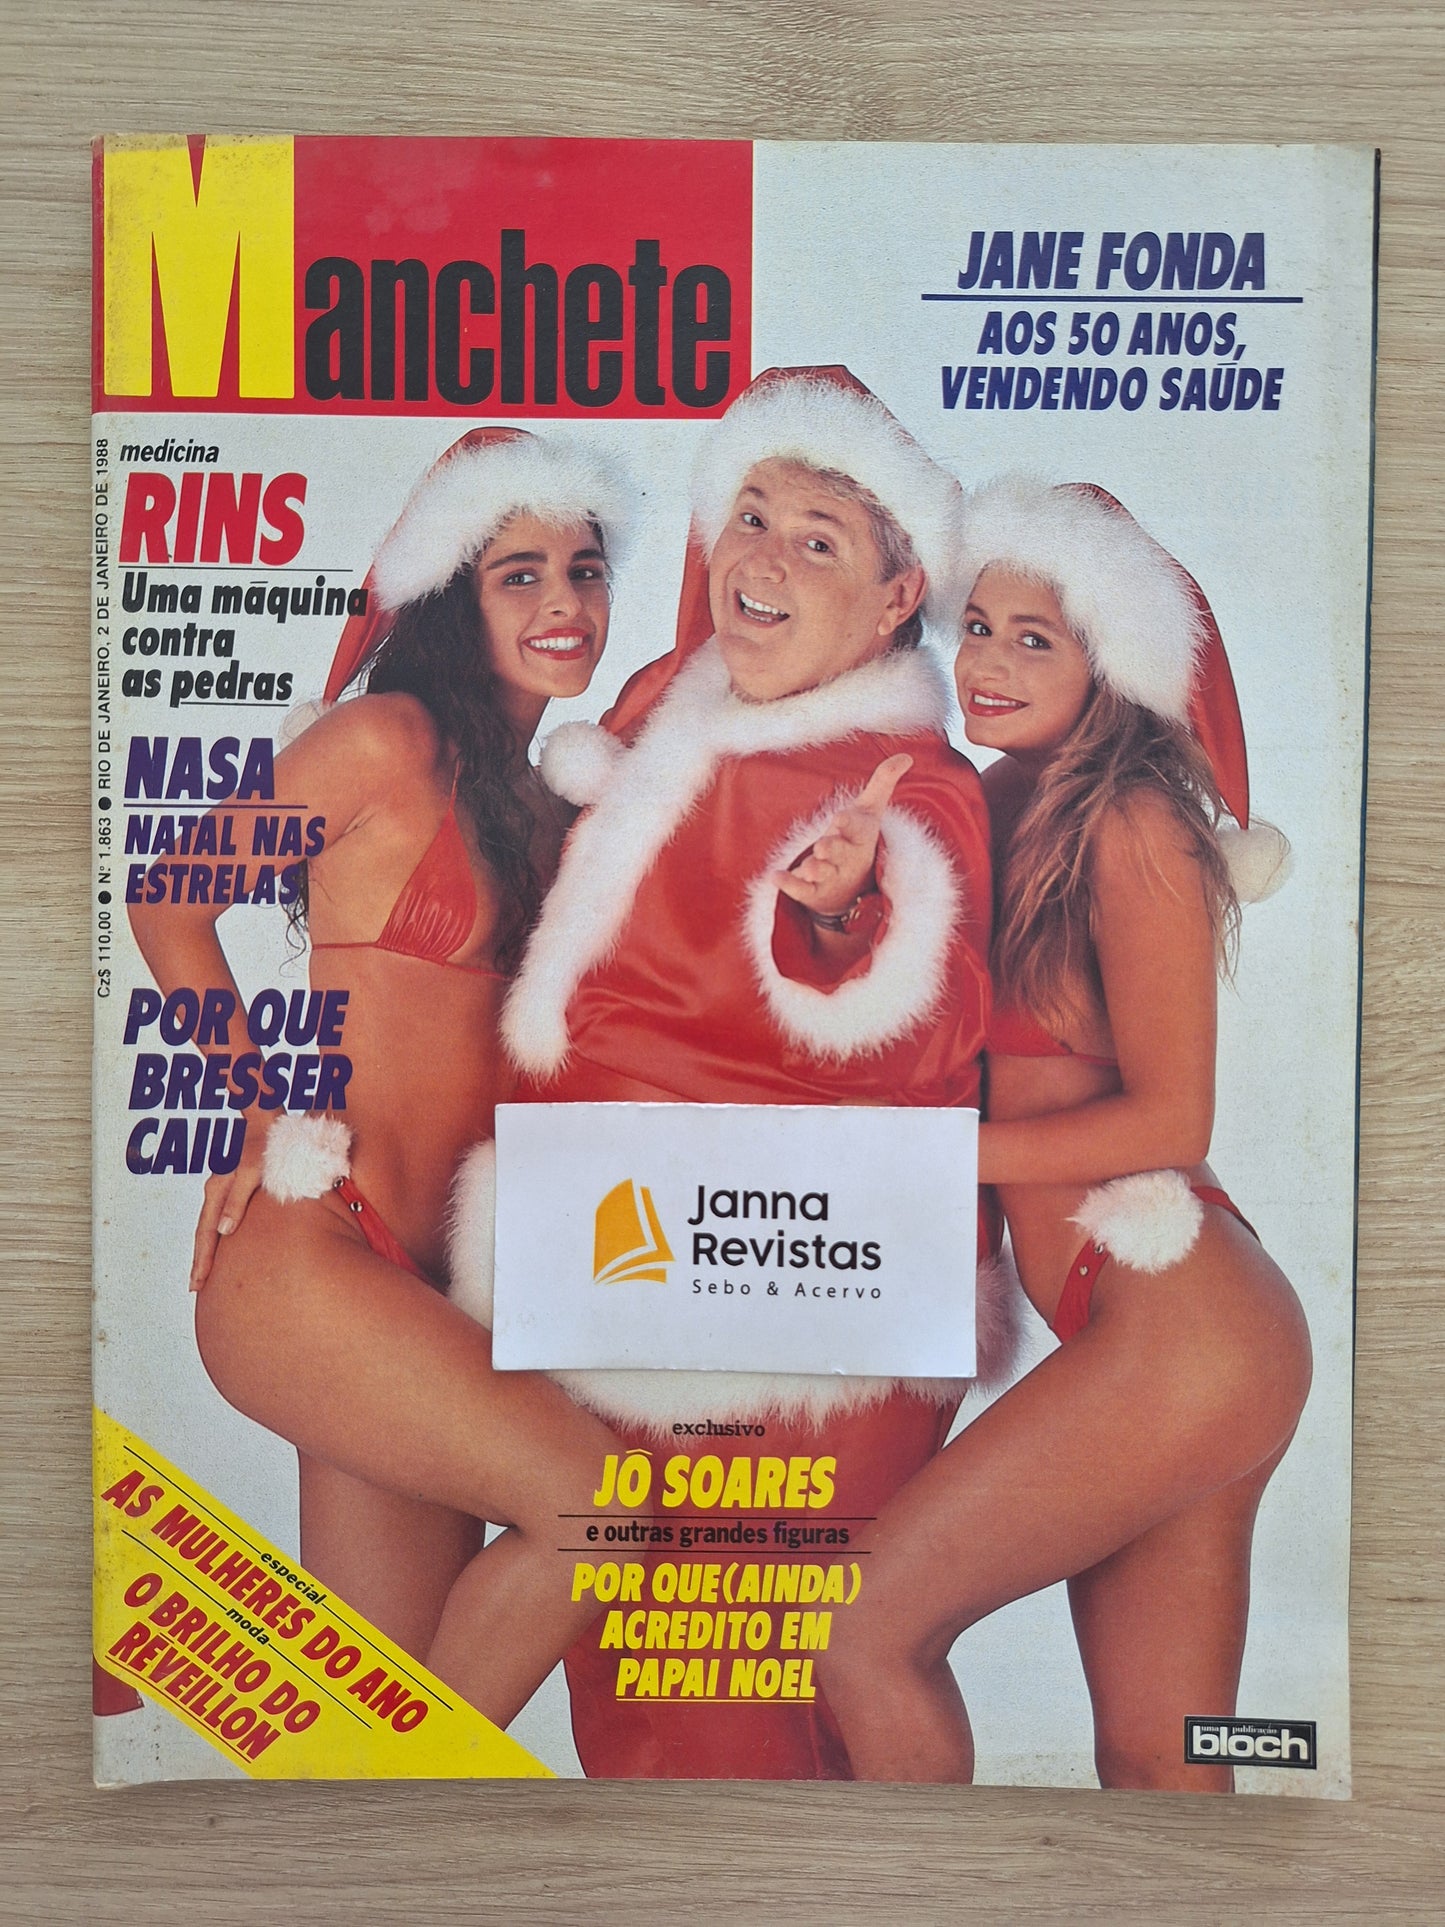 Manchete
JANE FONDA
AOS 50 ANOS,
VENDENDO SAÚDE
medicina
RINS
Uma máquina
contra
as pedras
NASA
NATAL NAS
ESTRELAS
POR QUE
BRESSER
CAIU
Cz$ 110,00 ● N.º 1.863 ● RIO DE JANEIRO, 2 DE JANEIRO DE 1988
Janna
Revistas
Sebo & Acervo
exclusivo
JÔ SOARES
e outras grandes figuras
POR QUE (AINDA)
ACREDITO EM
PAPAI NOEL
especial
AS MULHERES DO ANO
moda
O BRILHO DO
RÉVEILLON
uma publicação
bloch